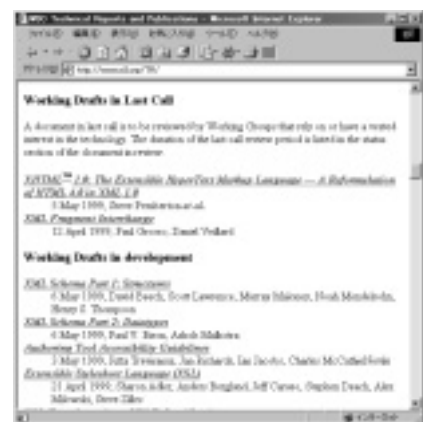 W3C Technical Reports and Publications - Microsoft Internet Explorer
http://www.w3.org/TR/
Working Drafts in Last Call
A document in last call is to be reviewed by Working Groups that rely on or have a vested
interest in the technology. The duration of the last call review period is listed in the status
section of the document in review.
XHTML™ 1.0: The Extensible HyperText Markup Language — A Reformulation
of HTML 4.0 in XML 1.0
5 May 1999, Steve Pemberton et al.
XML Fragment Interchange
12 April 1999, Paul Grosso, Daniel Veillard
Working Drafts in development
XML Schema Part 1: Structures
6 May 1999, David Beech, Scott Lawrence, Murray Maloney, Noah Mendelsohn,
Henry S. Thompson
XML Schema Part 2: Datatypes
6 May 1999, Paul V. Biron, Ashok Malhotra
Authoring Tool Accessibility Guidelines
3 May 1999, Jutta Treviranus, Jan Richards, Ian Jacobs, Charles McCathieNevile
Extensible Stylesheet Language (XSL)
21 April 1999, Sharon Adler, Anders Berglund, Jeff Caruso, Stephen Deach, Alex
Milowski, Steve Zilles